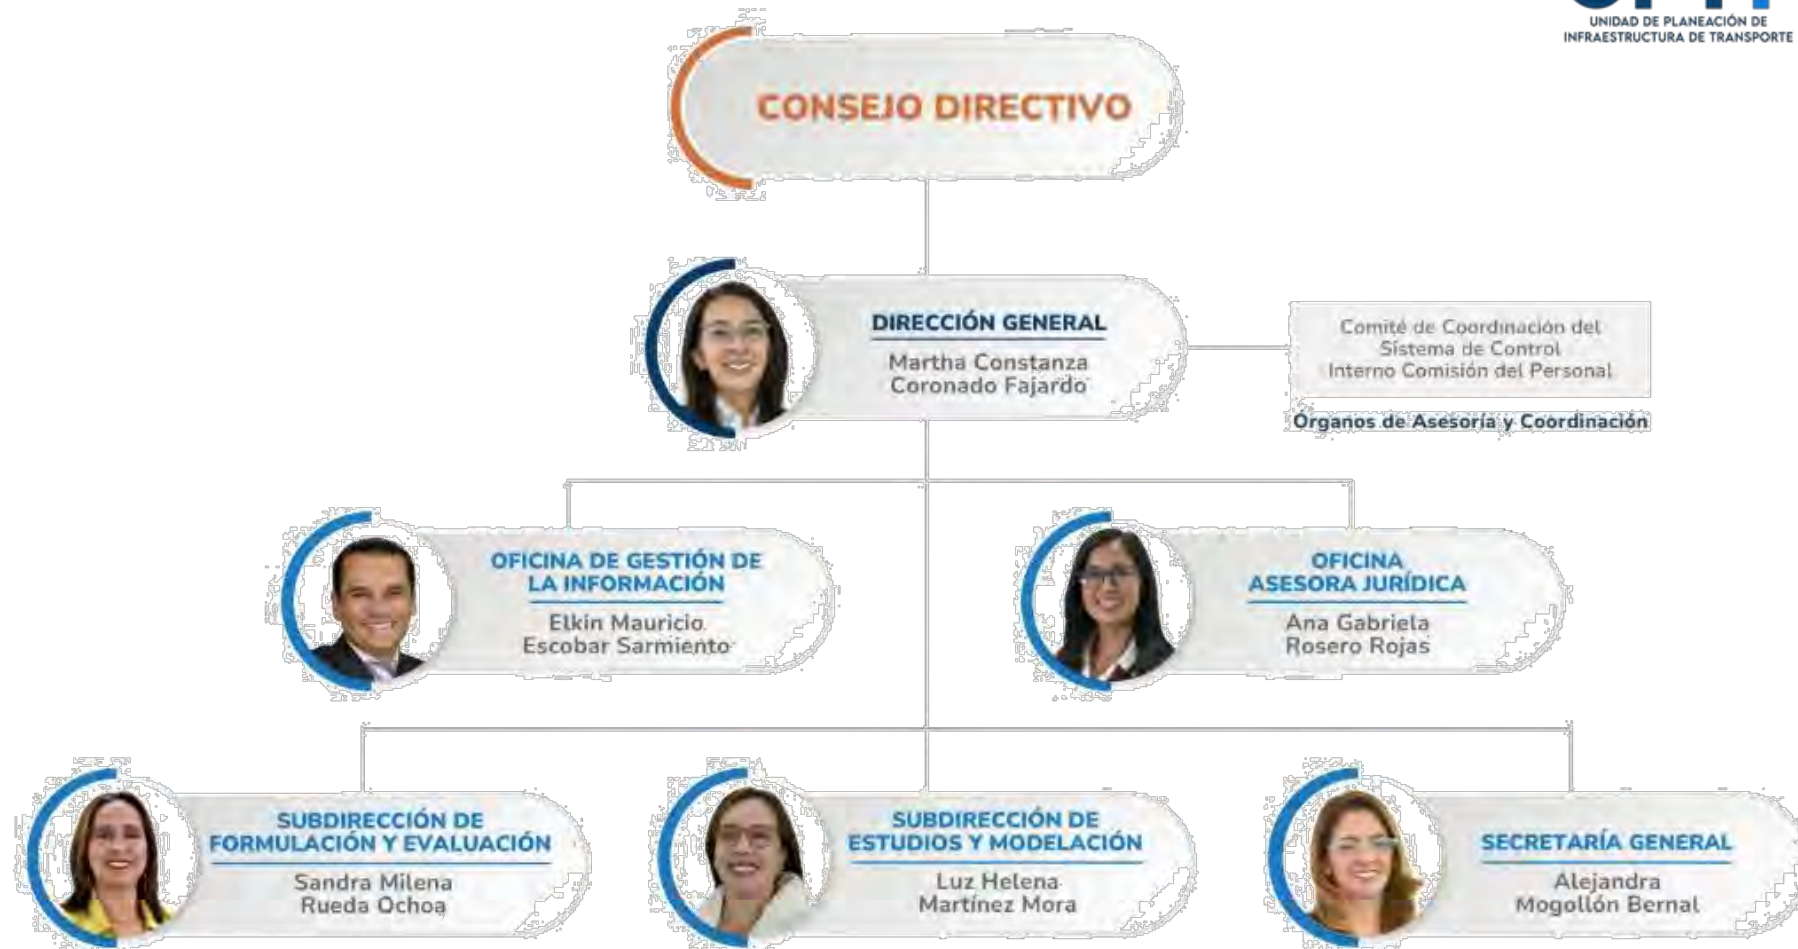 UNIDAD DE PLANEACIÓN DE
INFRAESTRUCTURA DE TRANSPORTE
CONSEJO DIRECTIVO
DIRECCIÓN GENERAL
Martha Constanza
Coronado Fajardo
Comité de Coordinación del
Sistema de Control
Interno Comisión del Personal
Órganos de Asesoría y Coordinación
OFICINA DE GESTIÓN DE
LA INFORMACIÓN
Elkin Mauricio
Escobar Sarmiento
OFICINA
ASESORA JURÍDICA
Ana Gabriela
Rosero Rojas
SUBDIRECCIÓN DE
FORMULACIÓN Y EVALUACIÓN
Sandra Milena
Rueda Ochoa
SUBDIRECCIÓN DE
ESTUDIOS Y MODELACIÓN
Luz Helena
Martínez Mora
SECRETARÍA GENERAL
Alejandra
Mogollón Bernal